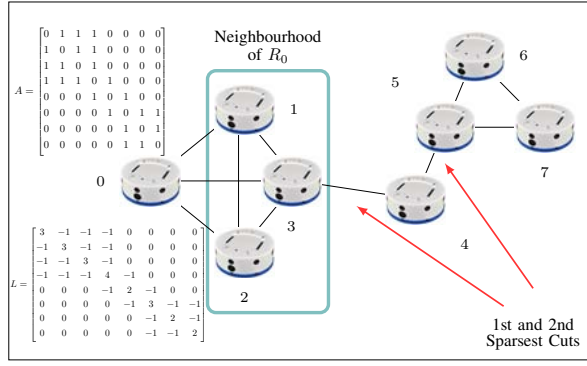 0 1 1 1 0 0 0 0
1 0 1 1 0 0 0 0
1 1 0 1 0 0 0 0
1 1 1 0 1 0 0 0
A =
0 0 0 1 0 1 0 0
0 0 0 0 1 0 1 1
0 0 0 0 0 1 0 1
0 0 0 0 0 1 1 0
Neighbourhood
of R₀
0
1
2
3
4
5
6
7
3 −1 −1 −1 0 0 0 0
−1 3 −1 −1 0 0 0 0
−1 −1 3 −1 0 0 0 0
−1 −1 −1 4 −1 0 0 0
L =
0 0 0 −1 2 −1 0 0
0 0 0 0 −1 3 −1 −1
0 0 0 0 0 −1 2 −1
0 0 0 0 0 −1 −1 2
1st and 2nd
Sparsest Cuts